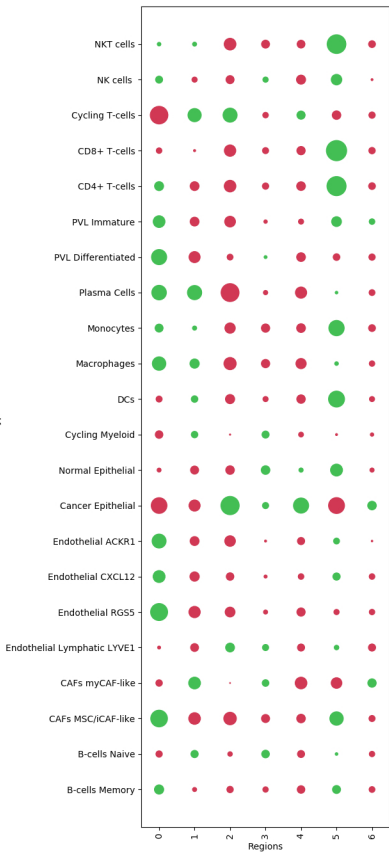 NKT cells
NK cells
Cycling T-cells
CD8+ T-cells
CD4+ T-cells
PVL Immature
PVL Differentiated
Plasma Cells
Monocytes
Macrophages
DCs
Cycling Myeloid
Normal Epithelial
Cancer Epithelial
Endothelial ACKR1
Endothelial CXCL12
Endothelial RGS5
Endothelial Lymphatic LYVE1
CAFs myCAF-like
CAFs MSC/iCAF-like
B-cells Naive
B-cells Memory
0 1 2 3 4 5 6
Regions